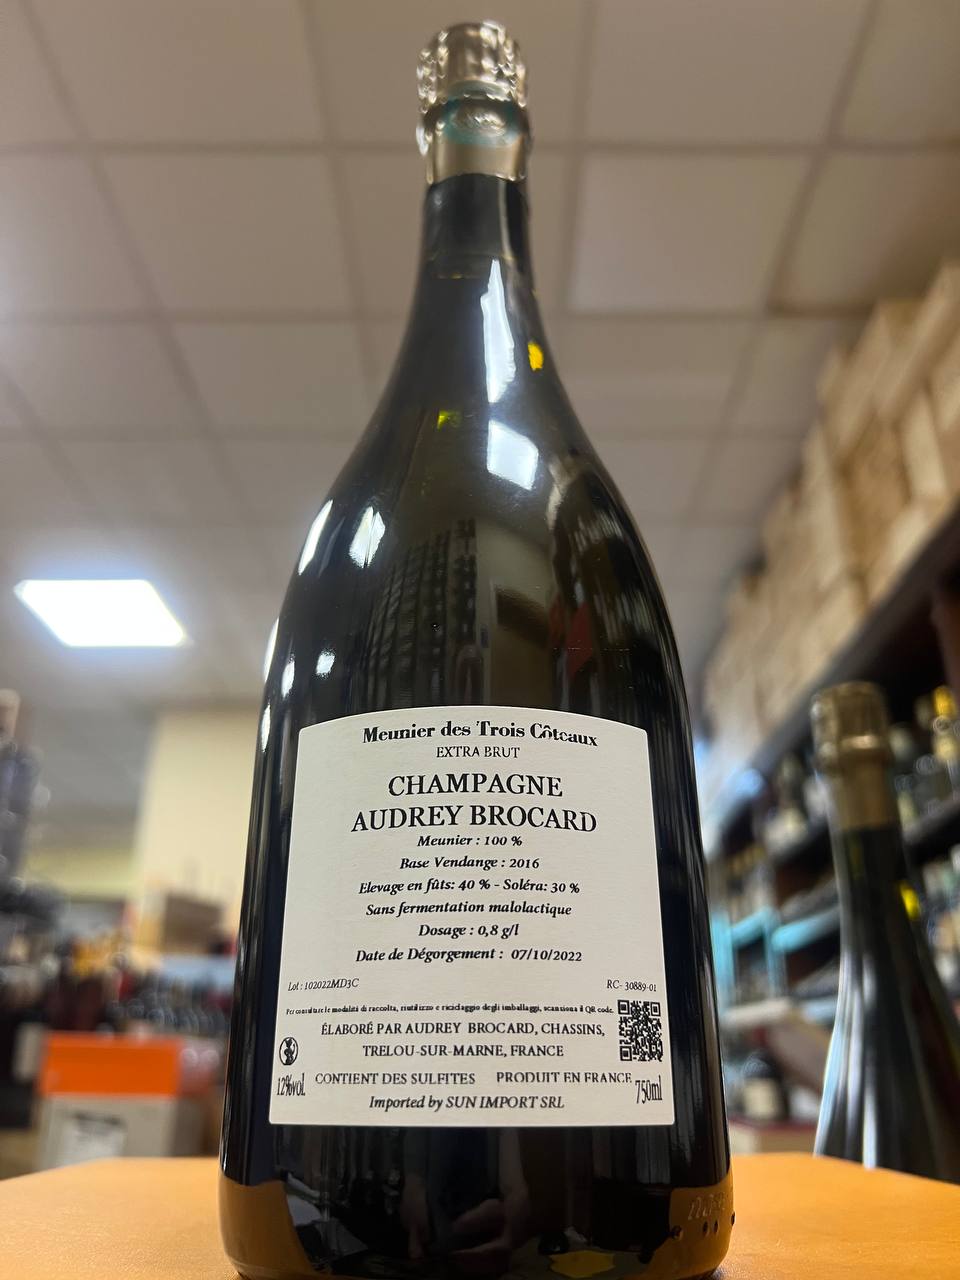 Meunier des Trois Côteaux
EXTRA BRUT
CHAMPAGNE
AUDREY BROCARD
Meunier : 100 %
Base Vendange : 2016
Elevage en fûts: 40 % - Soléra: 30 %
Sans fermentation malolactique
Dosage : 0,8 g/l
Date de Dégorgement : 07/10/2022
Lot : 102022MD3C RC- 30889-01
Per consultare le modalità di raccolta, riutilizzo e riciclaggio degli imballaggi, scansiona il QR code.
ÉLABORÉ PAR AUDREY BROCARD, CHASSINS,
TRELOU-SUR-MARNE, FRANCE
12%vol. CONTIENT DES SULFITES PRODUIT EN FRANCE 750ml
Imported by SUN IMPORT SRL